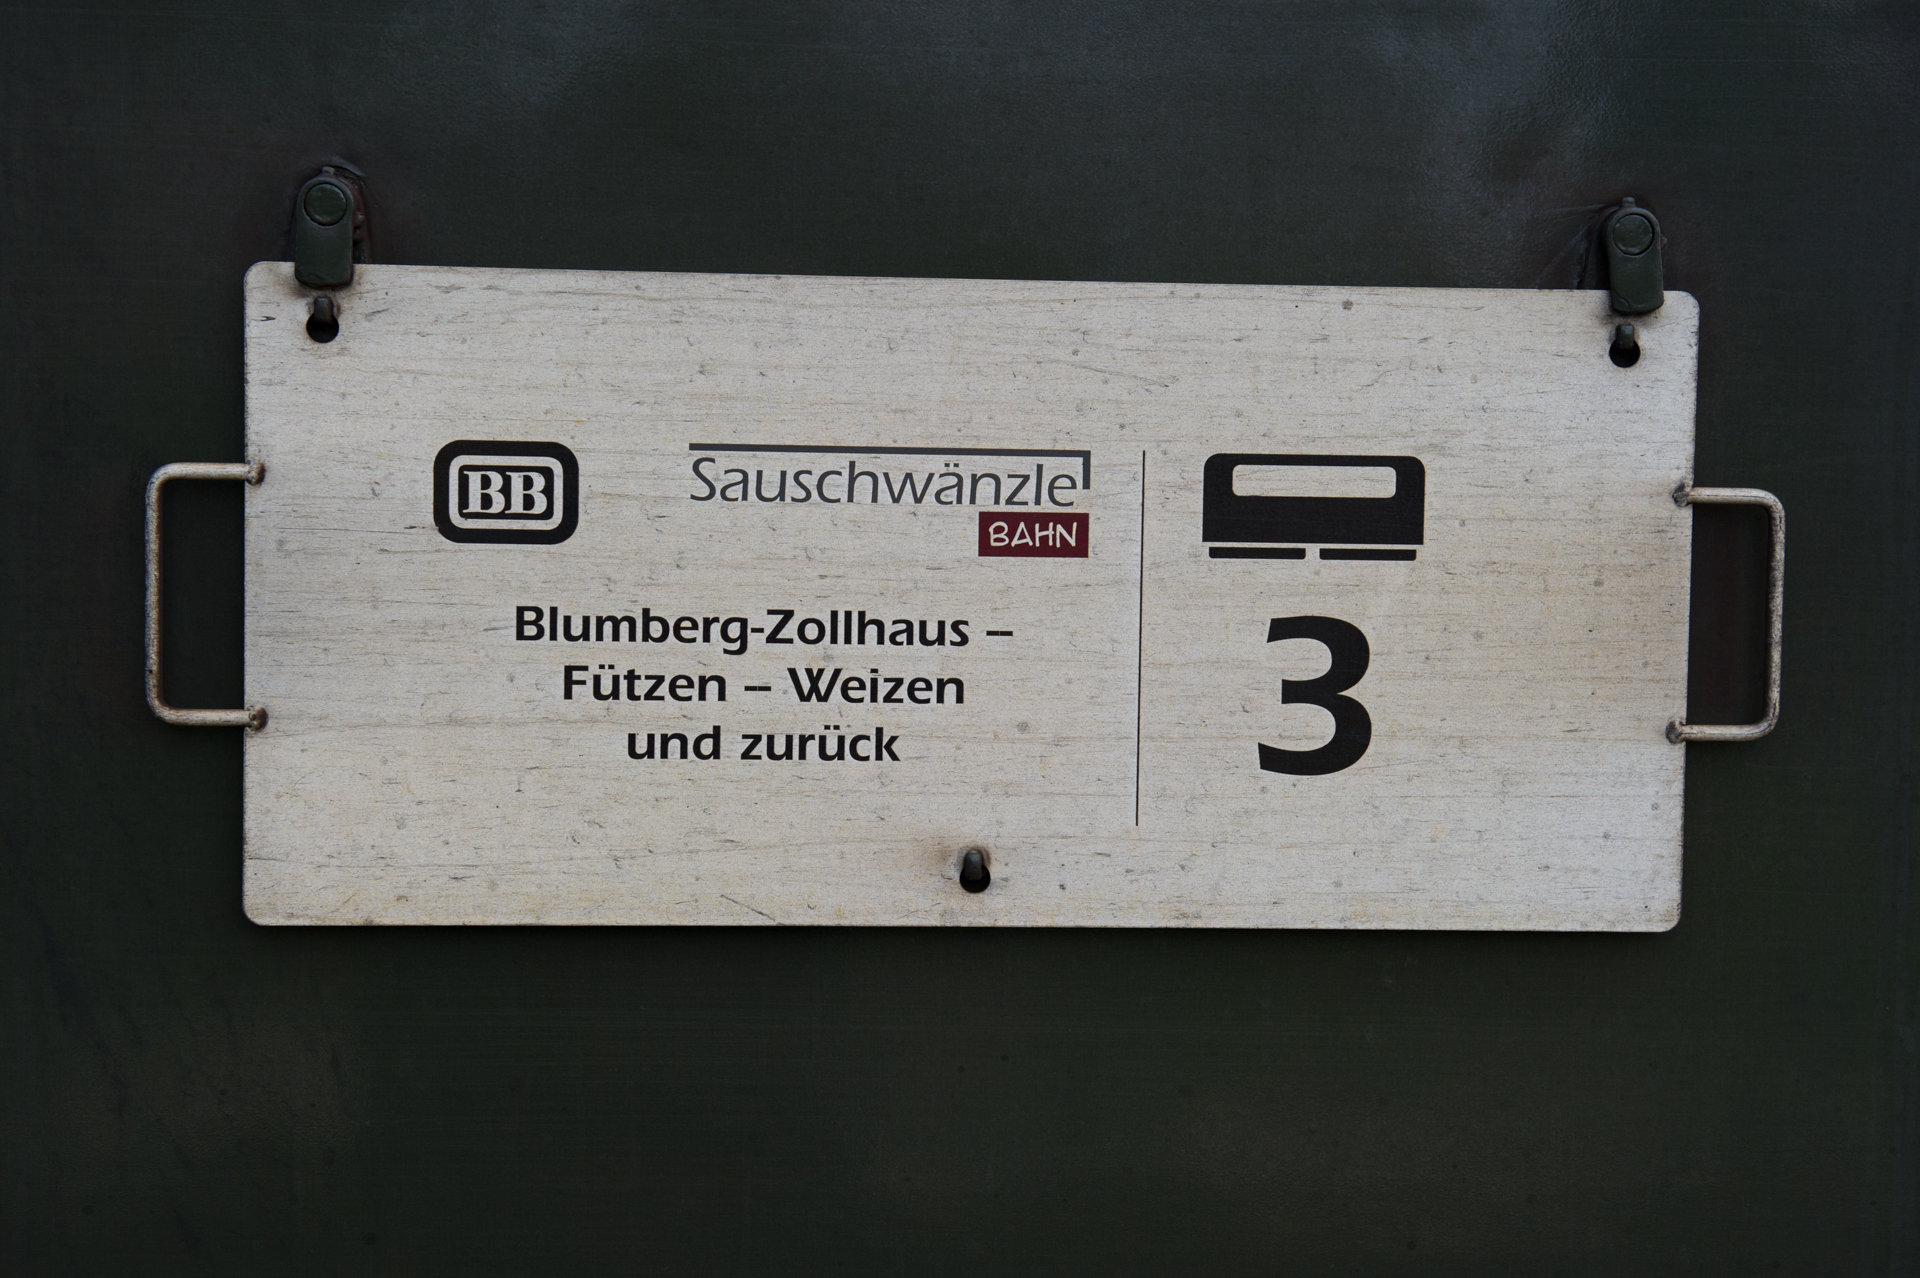 BB
Sauschwänzle
BAHN
Blumberg-Zollhaus –
Fützen – Weizen
und zurück
3